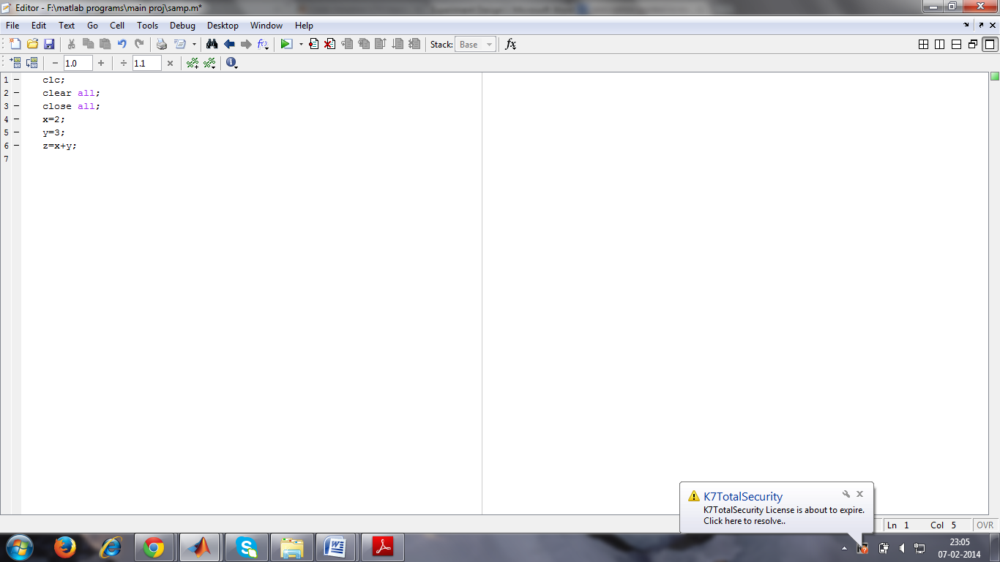 Editor - F:\matlab programs\main proj\samp.m*
File Edit Text Go Cell Tools Debug Desktop Window Help
Stack: Base fx
1.0 1.1
1 clc;
2 clear all;
3 close all;
4 x=2;
5 y=3;
6 z=x+y;
7
K7TotalSecurity
K7TotalSecurity License is about to expire.
Click here to resolve..
Ln 1 Col 5 OVR
23:05
07-02-2014